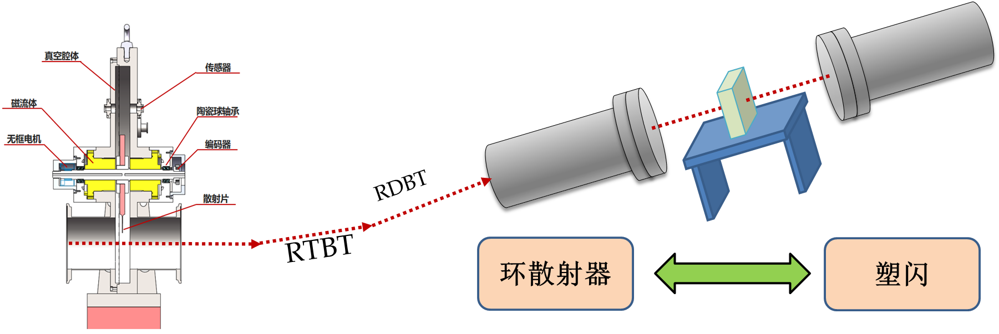 真空腔体
传感器
磁流体
陶瓷球轴承
无框电机
编码器
散射片
RTBT
RDBT
环散射器
塑闪